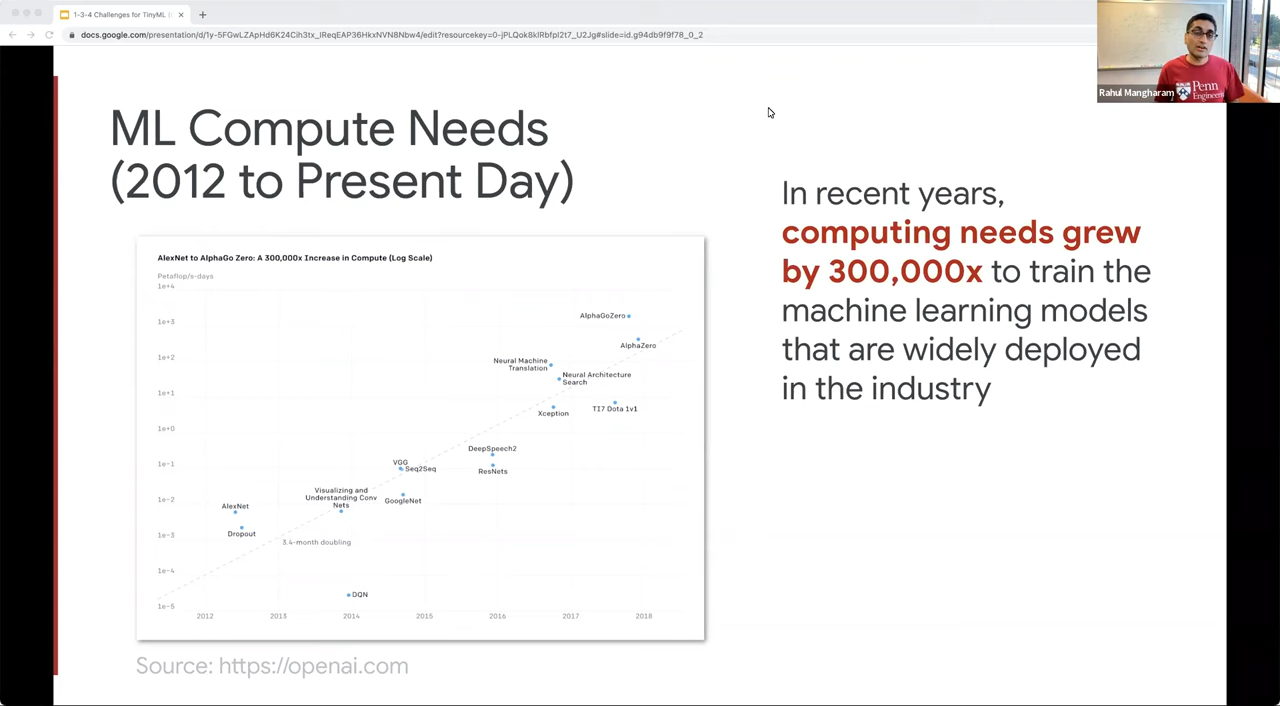 1-3-4 Challenges for TinyML
docs.google.com/presentation/d/1y-5FGwLZApHd6K24Cih3tx_IReqEAP36HkxNVN8Nbw4/edit?resourcekey=0-jPLQok8klRbfpI2t7_U2Jg#slide=id.g94db9f9f78_0_2
Rahul Mangharam
Penn
Engineering
ML Compute Needs
(2012 to Present Day)
In recent years,
computing needs grew
by 300,000x to train the
machine learning models
that are widely deployed
in the industry
AlexNet to AlphaGo Zero: A 300,000x Increase in Compute (Log Scale)
Petaflop/s-days
1e+4
1e+3
1e+2
1e+1
1e+0
1e-1
1e-2
1e-3
1e-4
1e-5
AlphaGoZero
AlphaZero
Neural Machine
Translation
Neural Architecture
Search
Xception
TI7 Dota 1v1
DeepSpeech2
VGG
Seq2Seq
ResNets
Visualizing and
Understanding Conv
Nets
GoogleNet
AlexNet
Dropout
3.4-month doubling
DQN
2012 2013 2014 2015 2016 2017 2018
Source: https://openai.com